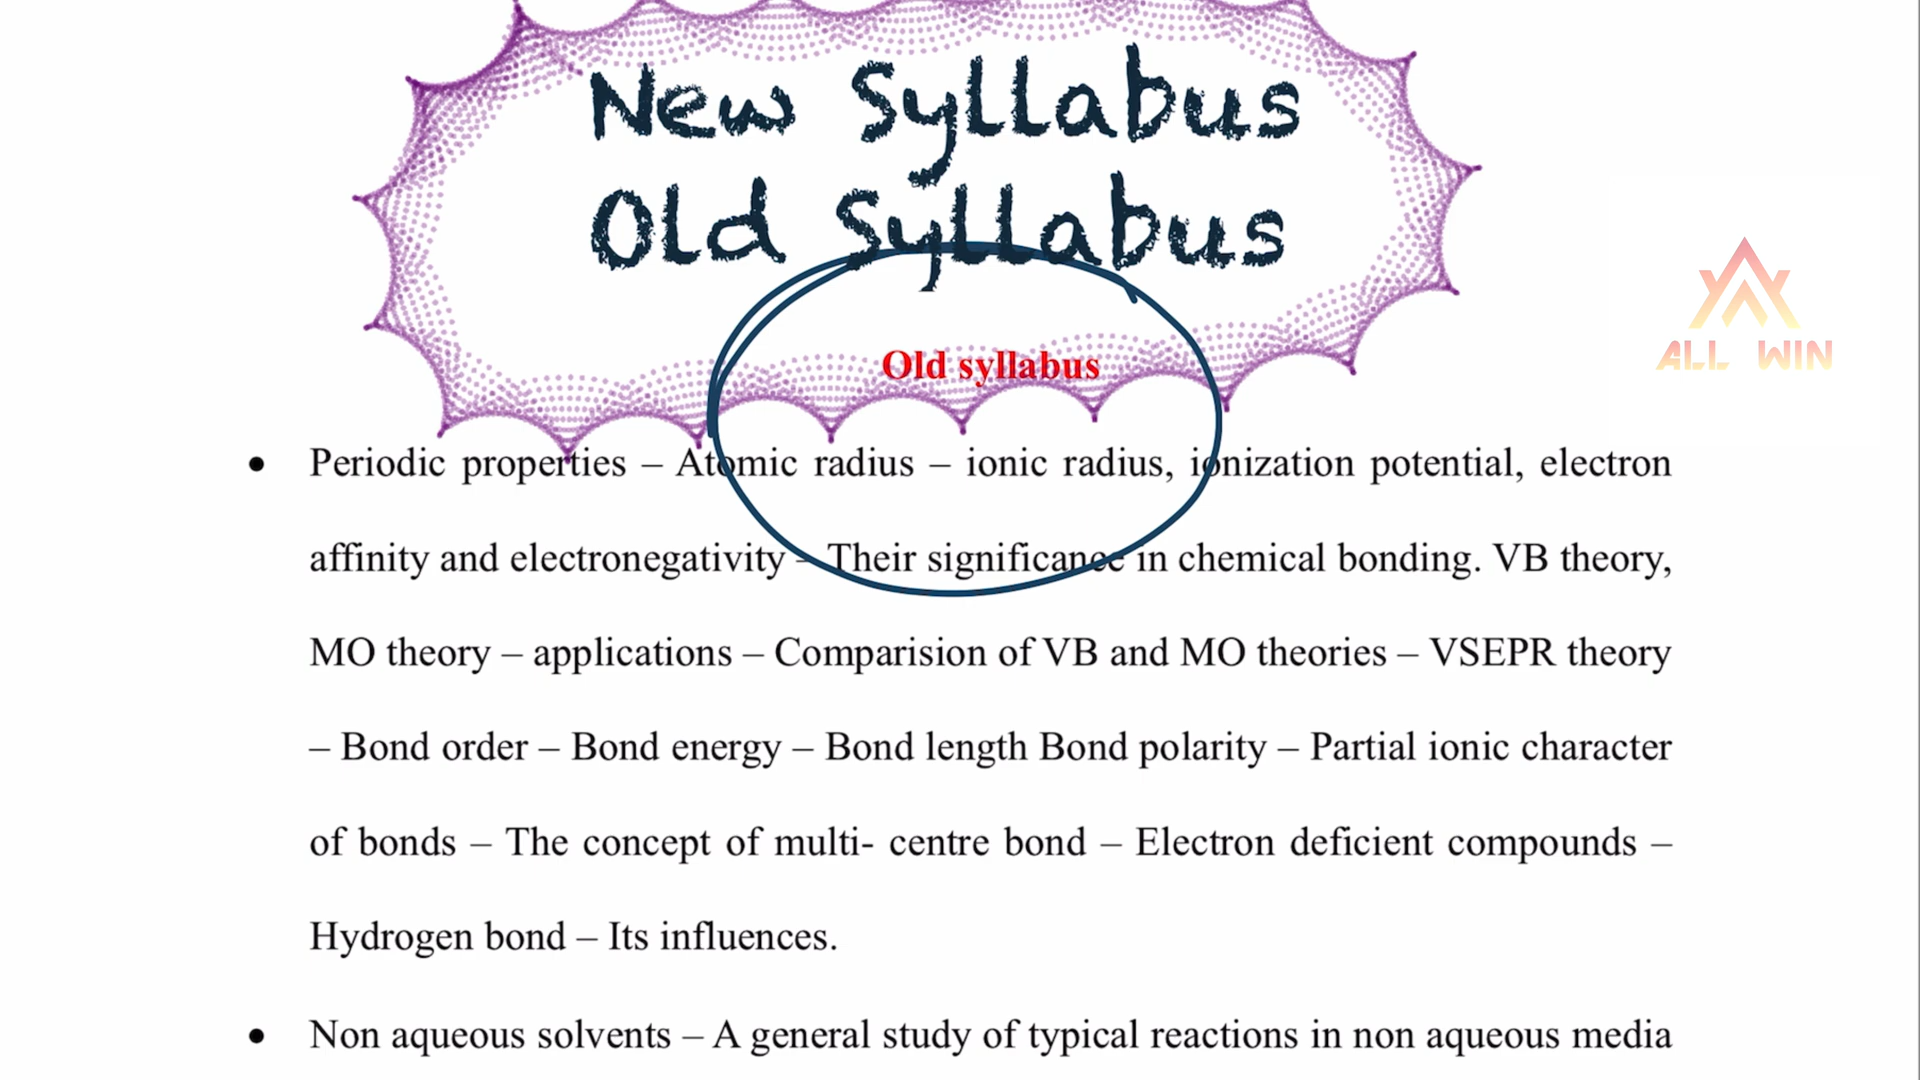 New Syllabus
Old Syllabus
ALL WIN
Old syllabus
• Periodic properties – Atomic radius – ionic radius, ionization potential, electron
affinity and electronegativity – Their significance in chemical bonding. VB theory,
MO theory – applications – Comparision of VB and MO theories – VSEPR theory
– Bond order – Bond energy – Bond length Bond polarity – Partial ionic character
of bonds – The concept of multi- centre bond – Electron deficient compounds –
Hydrogen bond – Its influences.
• Non aqueous solvents – A general study of typical reactions in non aqueous media